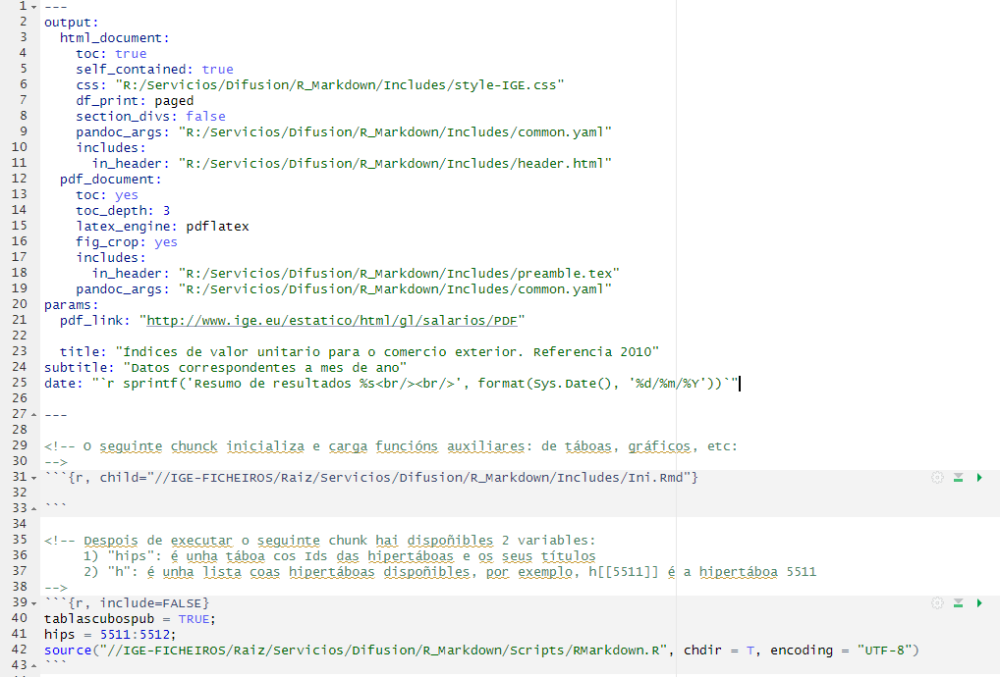 1 ---
2 output:
3   html_document:
4     toc: true
5     self_contained: true
6     css: "R:/Servicios/Difusion/R_Markdown/Includes/style-IGE.css"
7     df_print: paged
8     section_divs: false
9     pandoc_args: "R:/Servicios/Difusion/R_Markdown/Includes/common.yaml"
10     includes:
11       in_header: "R:/Servicios/Difusion/R_Markdown/Includes/header.html"
12   pdf_document:
13     toc: yes
14     toc_depth: 3
15     latex_engine: pdflatex
16     fig_crop: yes
17     includes:
18       in_header: "R:/Servicios/Difusion/R_Markdown/Includes/preamble.tex"
19     pandoc_args: "R:/Servicios/Difusion/R_Markdown/Includes/common.yaml"
20 params:
21   pdf_link: "http://www.ige.eu/estatico/html/gl/salarios/PDF"
22
23   title: "Índices de valor unitario para o comercio exterior. Referencia 2010"
24 subtitle: "Datos correspondentes a mes de ano"
25 date: "`r sprintf('Resumo de resultados %s<br/><br/>', format(Sys.Date(), '%d/%m/%Y'))`"
26
27 ---
28
29 <!-- O seguinte chunck inicializa e carga funcións auxiliares: de táboas, gráficos, etc:
30 -->
31 ```{r, child="//IGE-FICHEIROS/Raiz/Servicios/Difusion/R_Markdown/Includes/Ini.Rmd"}
32
33 ```
34
35 <!-- Despois de executar o seguinte chunk hai dispoñibles 2 variables:
36      1) "hips": é unha táboa cos Ids das hipertáboas e os seus títulos
37      2) "h": é unha lista coas hipertáboas dispoñibles, por exemplo, h[[5511]] é a hipertáboa 5511
38 -->
39 ```{r, include=FALSE}
40 tablascubospub = TRUE;
41 hips = 5511:5512;
42 source("//IGE-FICHEIROS/Raiz/Servicios/Difusion/R_Markdown/Scripts/RMarkdown.R", chdir = T, encoding = "UTF-8")
43 ```